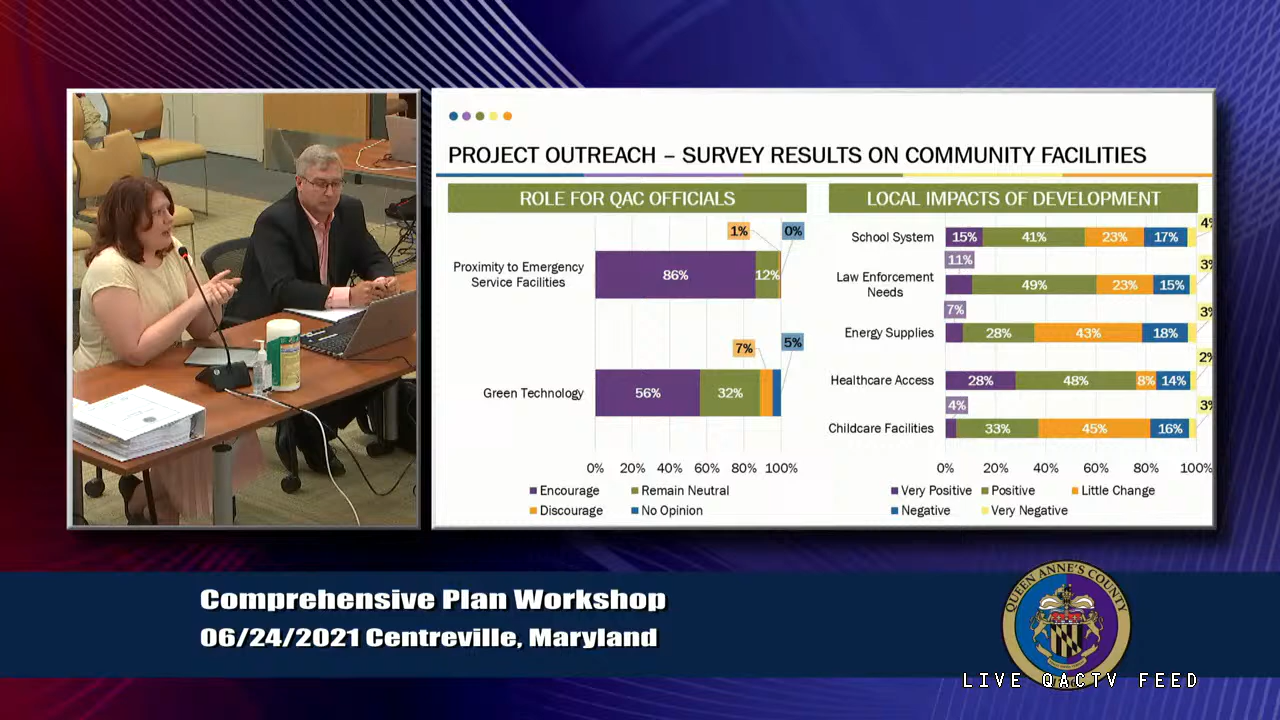 PROJECT OUTREACH – SURVEY RESULTS ON COMMUNITY FACILITIES
ROLE FOR QAC OFFICIALS
1%
0%
Proximity to Emergency
Service Facilities
86%
12%
7%
5%
Green Technology
56%
32%
0% 20% 40% 60% 80% 100%
Encourage
Remain Neutral
Discourage
No Opinion
LOCAL IMPACTS OF DEVELOPMENT
4%
School System
15% 41% 23% 17%
11%
3%
Law Enforcement
Needs
49% 23% 15%
7%
3%
Energy Supplies
28% 43% 18%
2%
Healthcare Access
28% 48% 8% 14%
4%
3%
Childcare Facilities
33% 45% 16%
0% 20% 40% 60% 80% 100%
Very Positive
Positive
Little Change
Negative
Very Negative
Comprehensive Plan Workshop
06/24/2021 Centreville, Maryland
QUEEN ANNE'S COUNTY
LIVE QACTV FEED